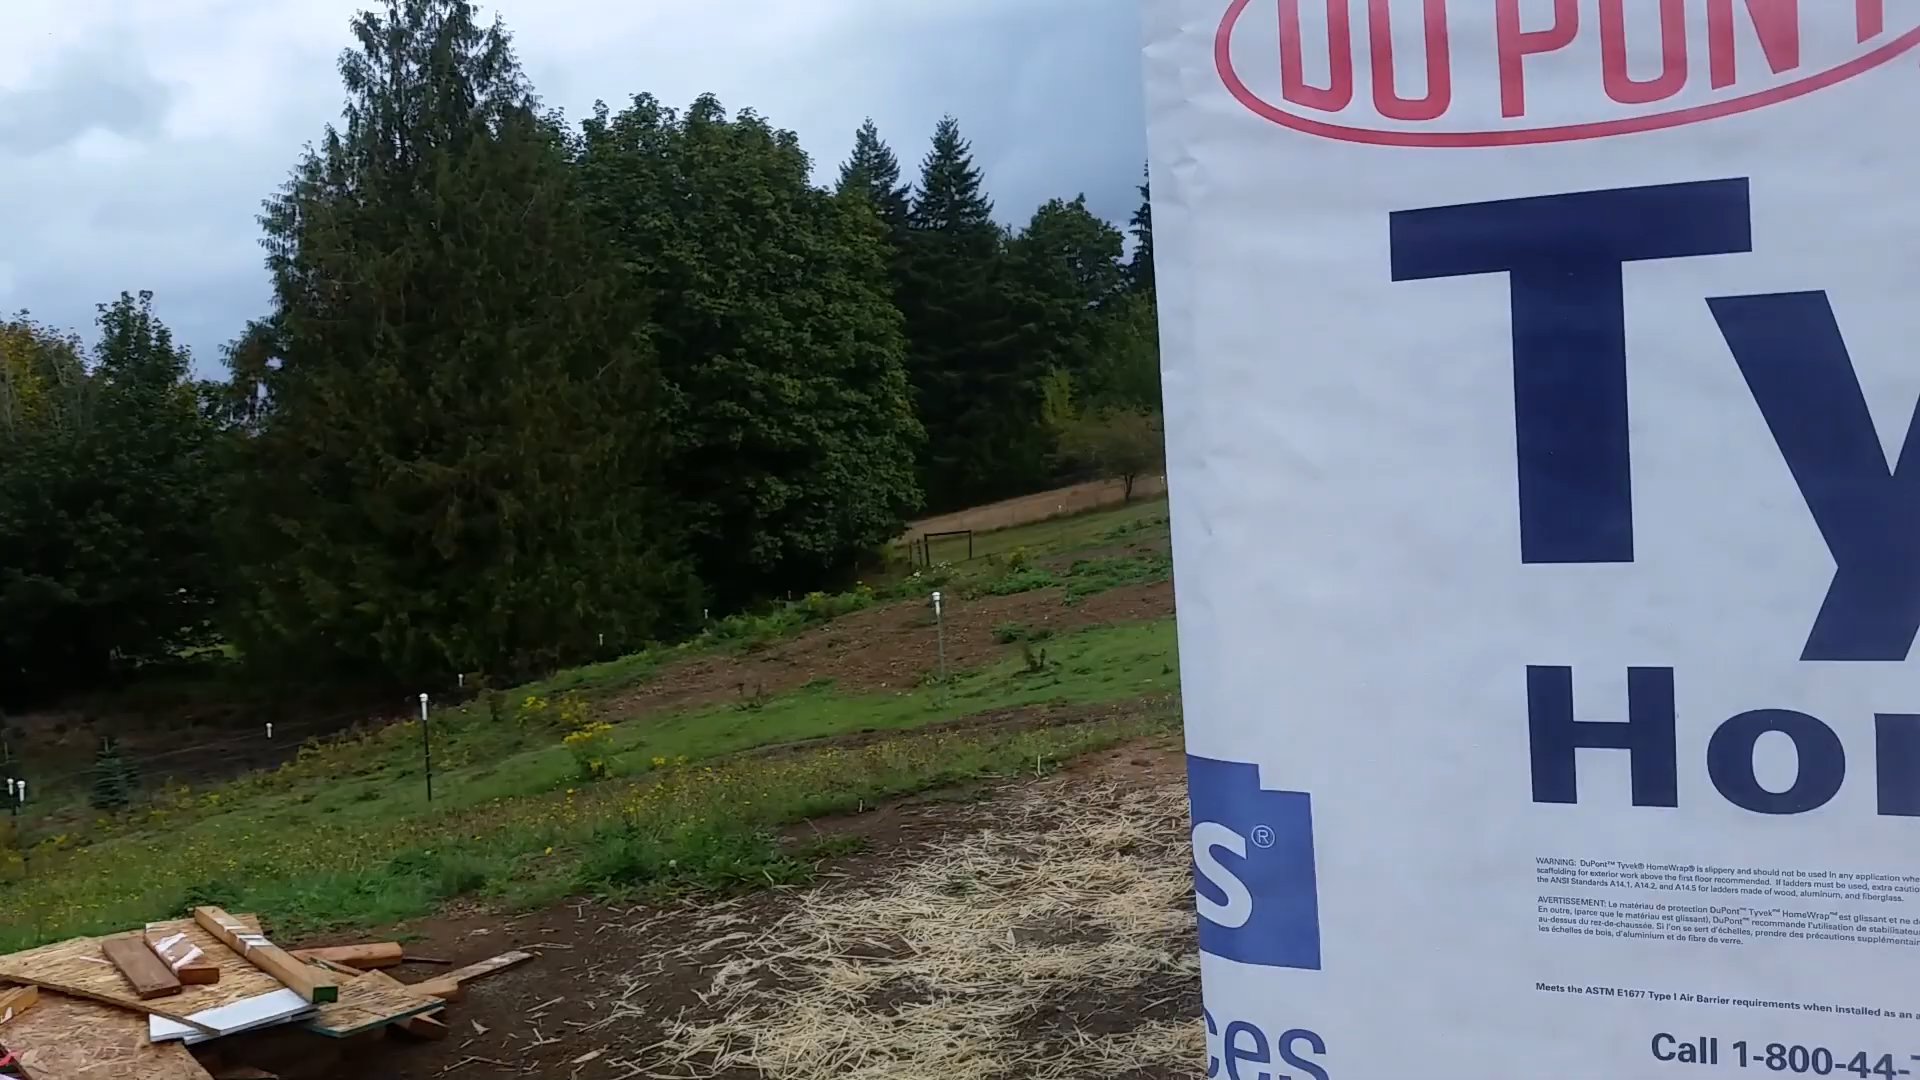 DUPONT
Ty
Ho
s®
ces
WARNING: DuPont™ Tyvek® HomeWrap® is slippery and should not be used in any application whe
scaffolding for exterior work above the first floor recommended. If ladders must be used, extra cautio
the ANSI Standards A14.1, A14.2, and A14.5 for ladders made of wood, aluminum, and fiberglass.
AVERTISSEMENT: Le matériau de protection DuPont™ Tyvek™ HomeWrap™ est glissant et ne d
En outre, (parce que le matériau est glissant), DuPont™ recommande l'utilisation de stabilisateu
au-dessus du rez-de-chaussée. Si l'on se sert d'échelles, prendre des précautions supplémentai
les échelles de bois, d'aluminium et de fibre de verre.
Meets the ASTM E1677 Type I Air Barrier requirements when installed as an a
Call 1-800-44-